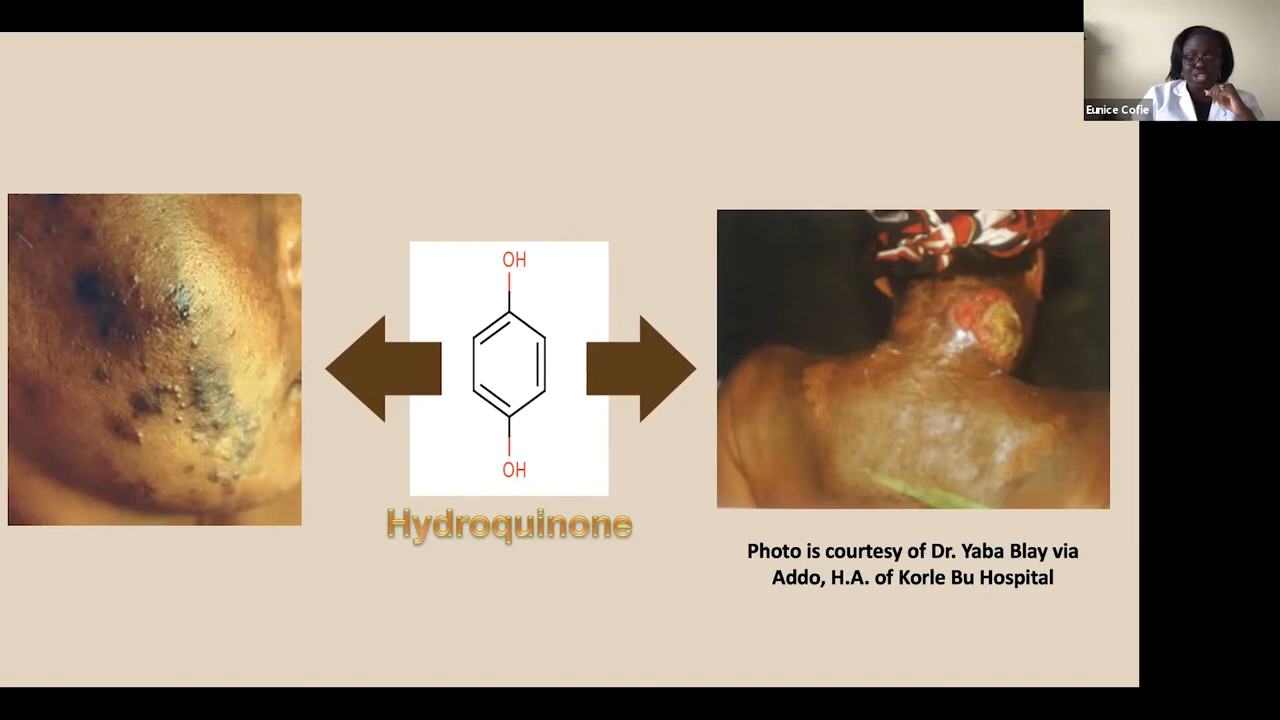 Eunice Cofie
OH
OH
Hydroquinone
Photo is courtesy of Dr. Yaba Blay via
Addo, H.A. of Korle Bu Hospital